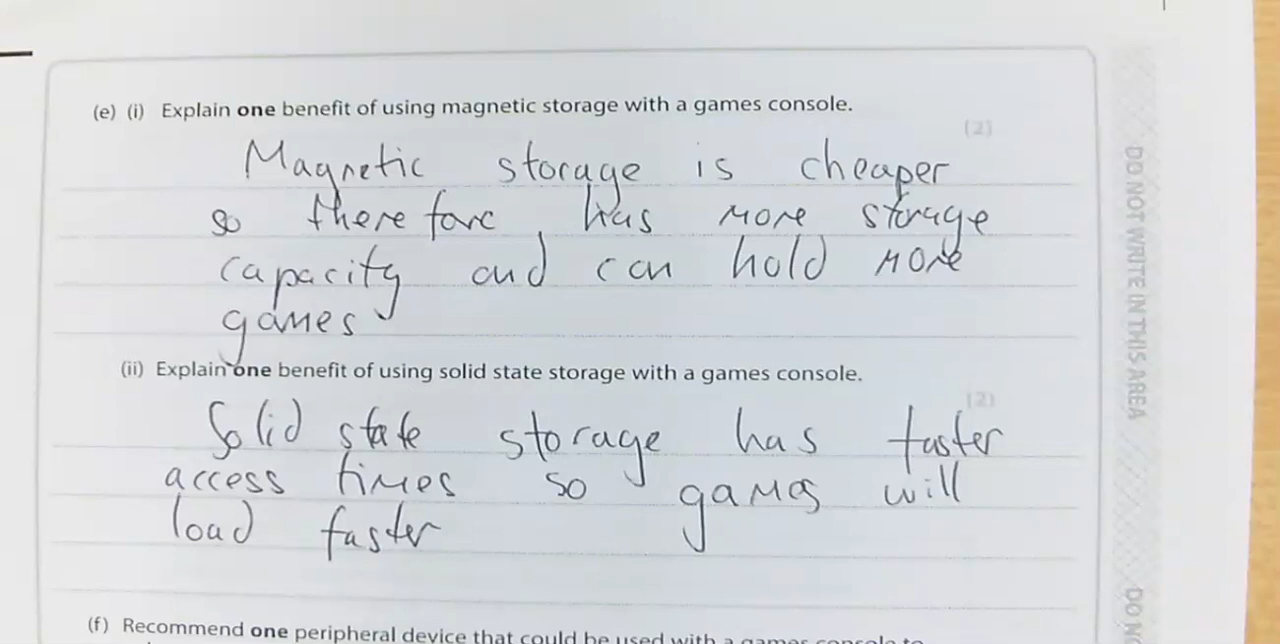 (e) (i) Explain one benefit of using magnetic storage with a games console.
(2)
Magnetic storage is cheaper
so therefore has more storage
capacity and can hold more
games
(ii) Explain one benefit of using solid state storage with a games console.
(2)
Solid state storage has faster
access times so games will
load faster
(f) Recommend one peripheral device that could be used with a games console to
DO NOT WRITE IN THIS AREA
DO NO